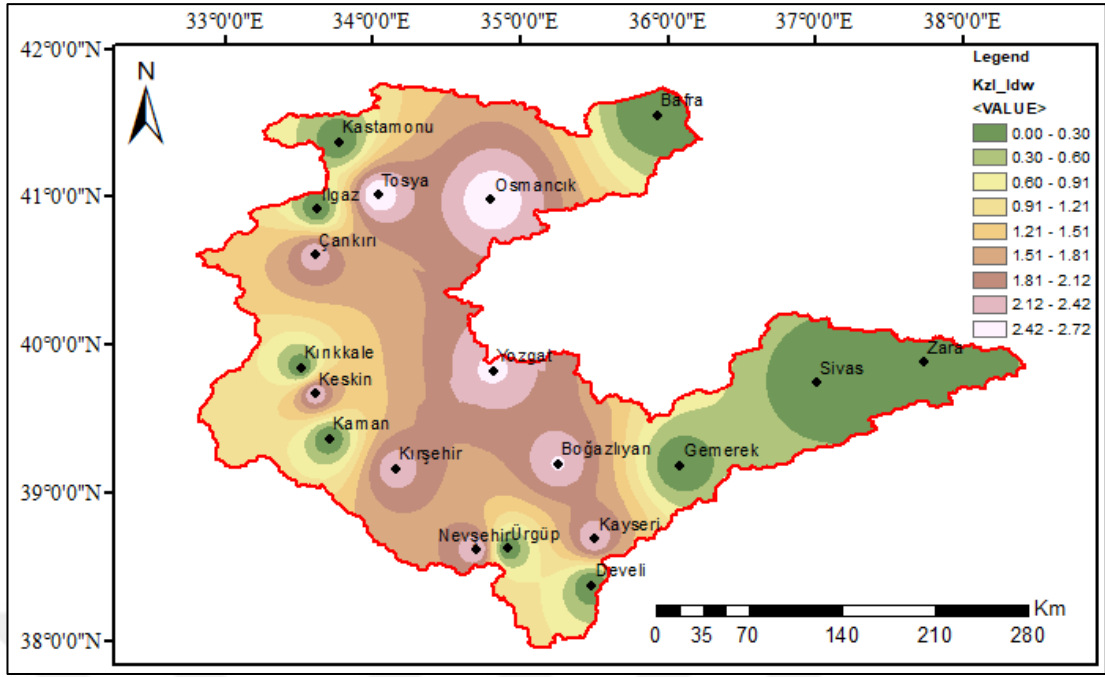 33°0'0"E 34°0'0"E 35°0'0"E 36°0'0"E 37°0'0"E 38°0'0"E
42°0'0"N
41°0'0"N
40°0'0"N
39°0'0"N
38°0'0"N
N
Legend
Kzl_Idw
<VALUE>
0.00 - 0.30
0.30 - 0.60
0.60 - 0.91
0.91 - 1.21
1.21 - 1.51
1.51 - 1.81
1.81 - 2.12
2.12 - 2.42
2.42 - 2.72
Bafra
Kastamonu
Tosya
Osmancık
Ilgaz
Çankırı
Kırıkkale
Keskin
Kaman
Yozgat
Zara
Sivas
Kırşehir
Boğazlıyan
Gemerek
Nevşehir
Ürgüp
Kayseri
Develi
Km
0 35 70 140 210 280